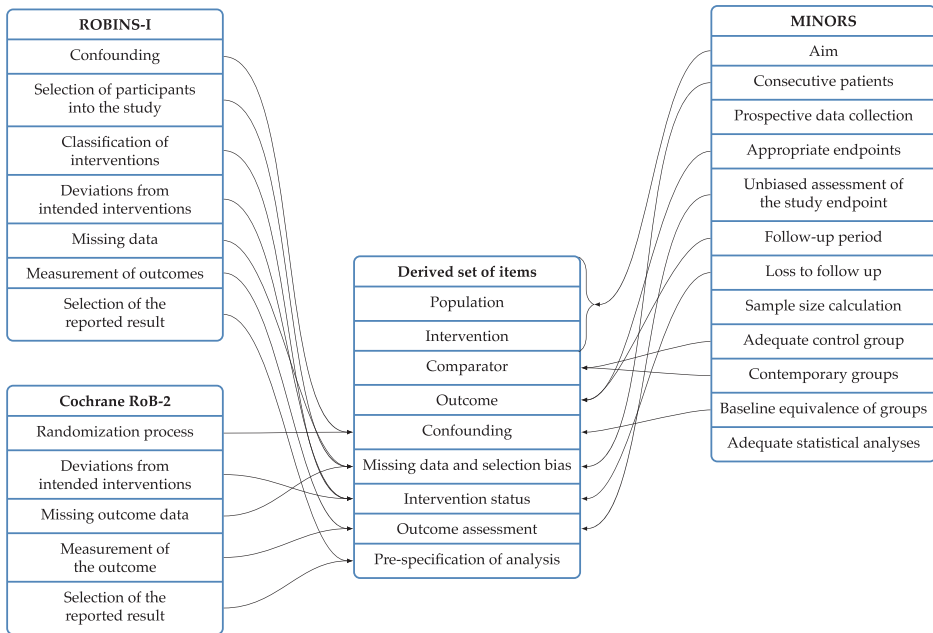 ROBINS-I
Confounding
Selection of participants
into the study
Classification of
interventions
Deviations from
intended interventions
Missing data
Measurement of outcomes
Selection of the
reported result
Cochrane RoB-2
Randomization process
Deviations from
intended interventions
Missing outcome data
Measurement of
the outcome
Selection of the
reported result
Derived set of items
Population
Intervention
Comparator
Outcome
Confounding
Missing data and selection bias
Intervention status
Outcome assessment
Pre-specification of analysis
MINORS
Aim
Consecutive patients
Prospective data collection
Appropriate endpoints
Unbiased assessment of
the study endpoint
Follow-up period
Loss to follow up
Sample size calculation
Adequate control group
Contemporary groups
Baseline equivalence of groups
Adequate statistical analyses